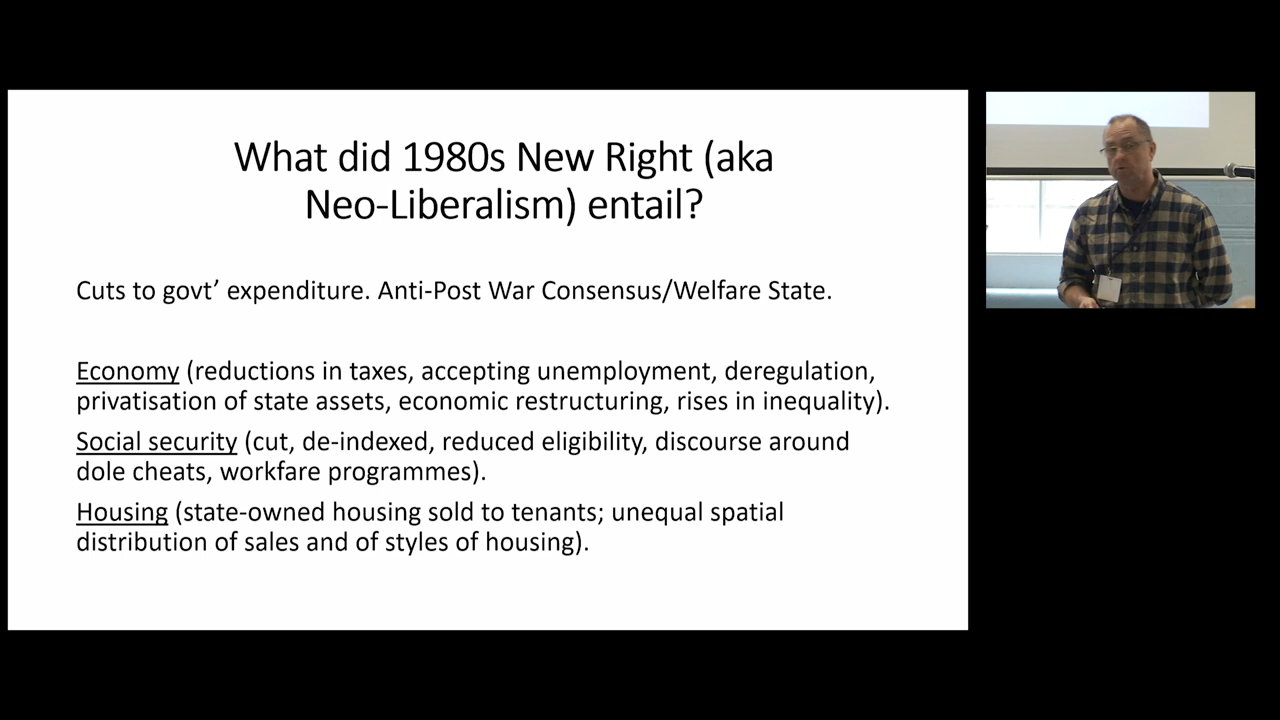 What did 1980s New Right (aka
Neo-Liberalism) entail?
Cuts to govt’ expenditure. Anti-Post War Consensus/Welfare State.
Economy (reductions in taxes, accepting unemployment, deregulation,
privatisation of state assets, economic restructuring, rises in inequality).
Social security (cut, de-indexed, reduced eligibility, discourse around
dole cheats, workfare programmes).
Housing (state-owned housing sold to tenants; unequal spatial
distribution of sales and of styles of housing).